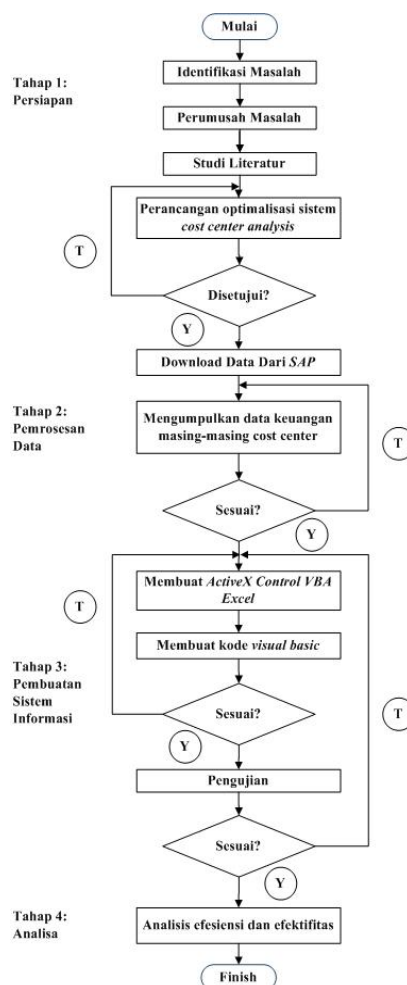 Mulai
Tahap 1:
Persiapan
Identifikasi Masalah
Perumusah Masalah
Studi Literatur
Perancangan optimalisasi sistem
cost center analysis
T
Disetujui?
Y
Download Data Dari SAP
Tahap 2:
Pemrosesan
Data
Mengumpulkan data keuangan
masing-masing cost center
T
Sesuai?
Y
Membuat ActiveX Control VBA
Excel
T
Membuat kode visual basic
Tahap 3:
Pembuatan
Sistem
Informasi
Sesuai?
T
Y
Pengujian
Sesuai?
Y
Tahap 4:
Analisa
Analisis efesiensi dan efektifitas
Finish